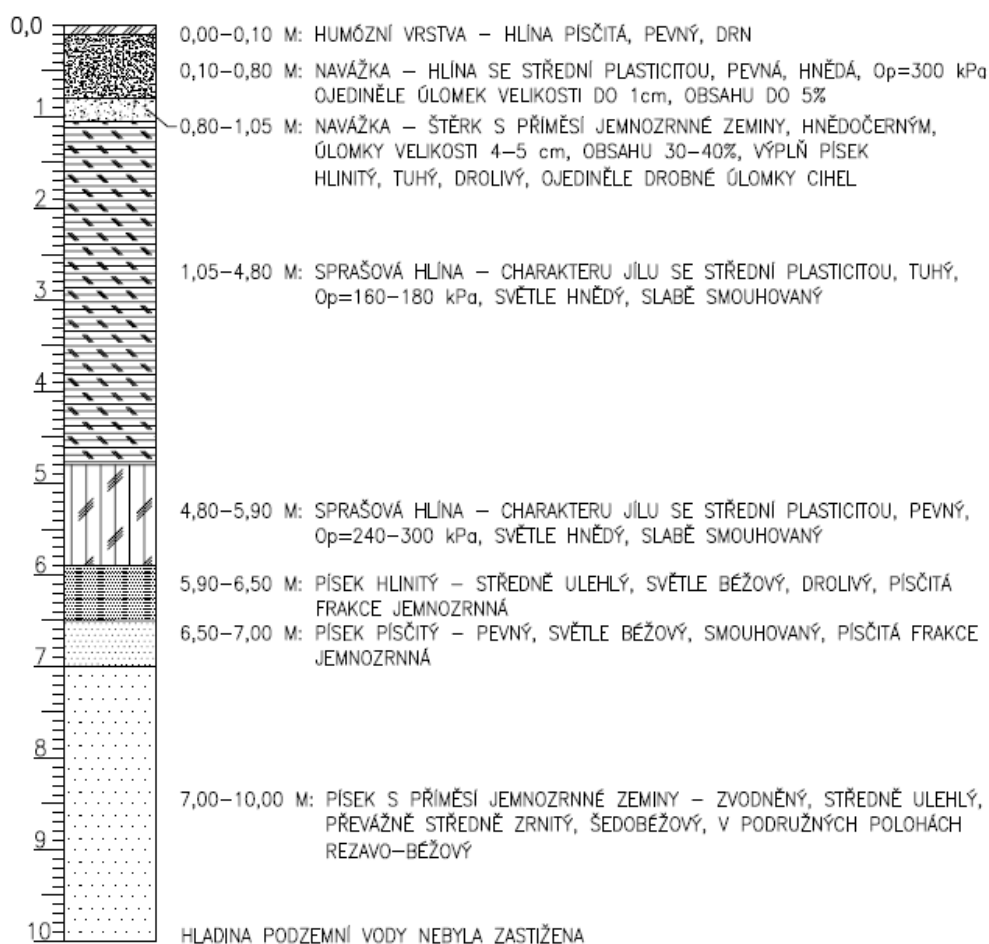 0,0
0,00–0,10 M: HUMÓZNÍ VRSTVA – HLÍNA PÍSČITÁ, PEVNÝ, DRN
0,10–0,80 M: NAVÁŽKA – HLÍNA SE STŘEDNÍ PLASTICITOU, PEVNÁ, HNĚDÁ, Op=300 kPa
OJEDINĚLE ÚLOMEK VELIKOSTI DO 1cm, OBSAHU DO 5%
1
0,80–1,05 M: NAVÁŽKA – ŠTĚRK S PŘÍMĚSÍ JEMNOZRNNÉ ZEMINY, HNĚDOČERNÝM,
ÚLOMKY VELIKOSTI 4–5 cm, OBSAHU 30–40%, VÝPLŇ PÍSEK
HLINITÝ, TUHÝ, DROLIVÝ, OJEDINĚLE DROBNÉ ÚLOMKY CIHEL
2
1,05–4,80 M: SPRAŠOVÁ HLÍNA – CHARAKTERU JÍLU SE STŘEDNÍ PLASTICITOU, TUHÝ,
3
Op=160–180 kPa, SVĚTLE HNĚDÝ, SLABĚ SMOUHOVANÝ
4
5
4,80–5,90 M: SPRAŠOVÁ HLÍNA – CHARAKTERU JÍLU SE STŘEDNÍ PLASTICITOU, PEVNÝ,
Op=240–300 kPa, SVĚTLE HNĚDÝ, SLABĚ SMOUHOVANÝ
6
5,90–6,50 M: PÍSEK HLINITÝ – STŘEDNĚ ULEHLÝ, SVĚTLE BÉŽOVÝ, DROLIVÝ, PÍSČITÁ
FRAKCE JEMNOZRNNÁ
6,50–7,00 M: PÍSEK PÍSČITÝ – PEVNÝ, SVĚTLE BÉŽOVÝ, SMOUHOVANÝ, PÍSČITÁ FRAKCE
7
JEMNOZRNNÁ
8
7,00–10,00 M: PÍSEK S PŘÍMĚSÍ JEMNOZRNNÉ ZEMINY – ZVODNĚNÝ, STŘEDNĚ ULEHLÝ,
PŘEVÁŽNĚ STŘEDNĚ ZRNITÝ, ŠEDOBÉŽOVÝ, V PODRUŽNÝCH POLOHÁCH
9
REZAVO–BÉŽOVÝ
10
HLADINA PODZEMNÍ VODY NEBYLA ZASTIŽENA